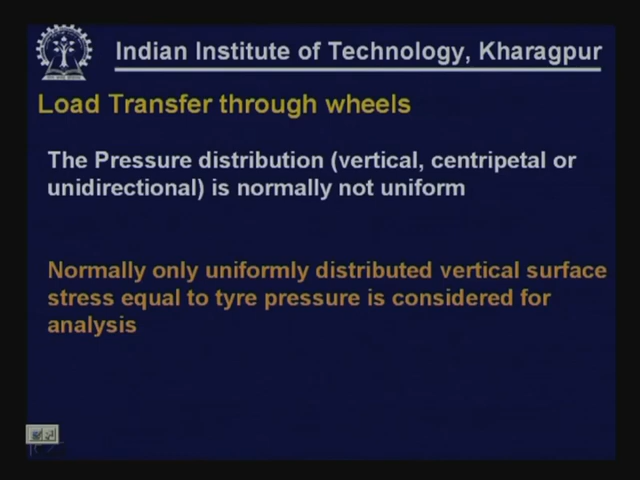 Indian Institute of Technology, Kharagpur
Load Transfer through wheels
The Pressure distribution (vertical, centripetal or
unidirectional) is normally not uniform
Normally only uniformly distributed vertical surface
stress equal to tyre pressure is considered for
analysis